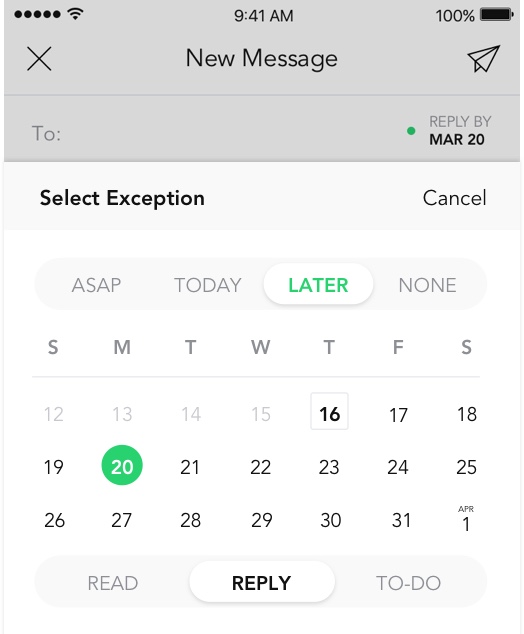 9:41 AM 100%
New Message
To: REPLY BY
MAR 20
Select Exception Cancel
ASAP TODAY LATER NONE
S M T W T F S
12 13 14 15 16 17 18
19 20 21 22 23 24 25
26 27 28 29 30 31 APR 1
READ REPLY TO-DO